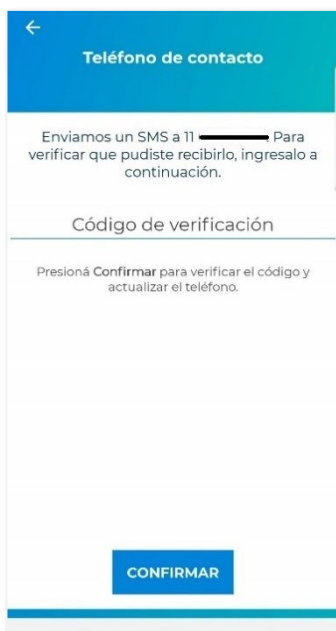 Teléfono de contacto
Enviamos un SMS a 11 Para
verificar que pudiste recibirlo, ingresalo a
continuación.
Código de verificación
Presioná Confirmar para verificar el código y
actualizar el teléfono.
CONFIRMAR